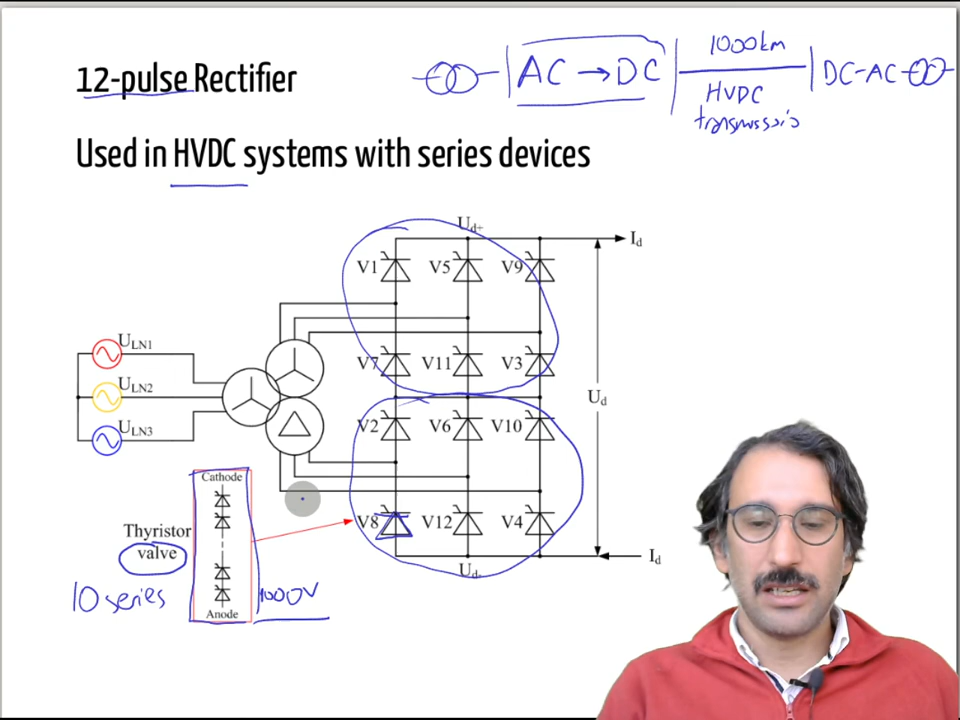 12-pulse Rectifier
AC → DC
1000km
HVDC
DC-AC
Used in HVDC systems with series devices
Ud+
Id
V1 V5 V9
ULN1
V7 V11 V3
ULN2
Ud
ULN3
V2 V6 V10
Cathode
V8 V12 V4
Thyristor
valve
Id
Ud-
10 series
1000V
Anode